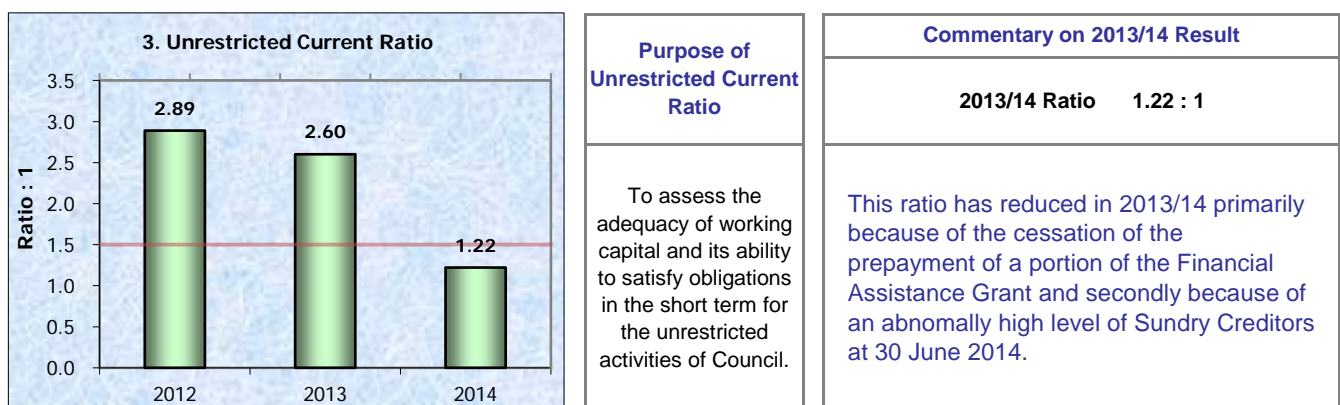 3. Unrestricted Current Ratio
Ratio : 1
3.5
3.0
2.5
2.0
1.5
1.0
0.5
0.0
2.89
2.60
1.22
2012
2013
2014
Purpose of
Unrestricted Current
Ratio
To assess the
adequacy of working
capital and its ability
to satisfy obligations
in the short term for
the unrestricted
activities of Council.
Commentary on 2013/14 Result
2013/14 Ratio 1.22 : 1
This ratio has reduced in 2013/14 primarily
because of the cessation of the
prepayment of a portion of the Financial
Assistance Grant and secondly because of
an abnomally high level of Sundry Creditors
at 30 June 2014.